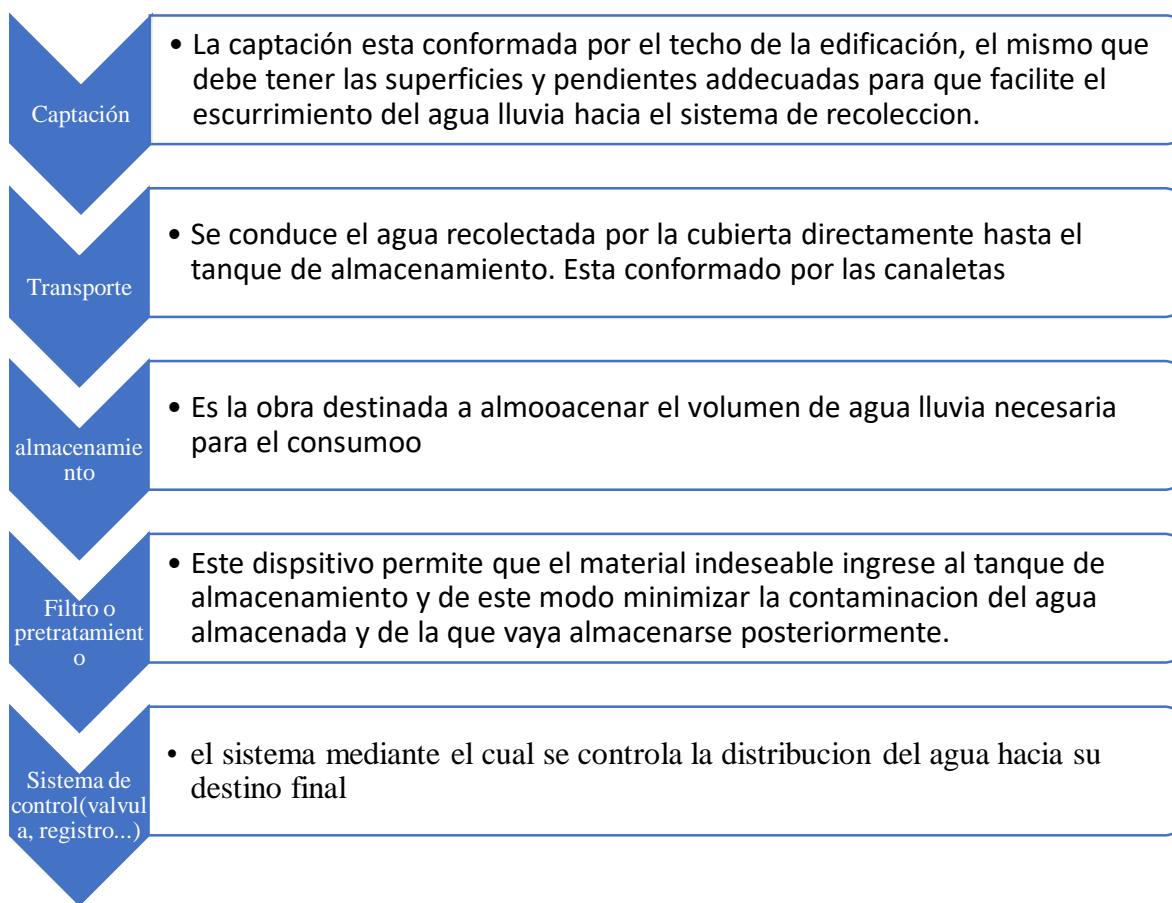 Captación
• La captación esta conformada por el techo de la edificación, el mismo que
debe tener las superficies y pendientes addecuadas para que facilite el
escurrimiento del agua lluvia hacia el sistema de recoleccion.
Transporte
• Se conduce el agua recolectada por la cubierta directamente hasta el
tanque de almacenamiento. Esta conformado por las canaletas
almacenamie
nto
• Es la obra destinada a almooacenar el volumen de agua lluvia necesaria
para el consumoo
Filtro o
pretratamient
o
• Este dispsitivo permite que el material indeseable ingrese al tanque de
almacenamiento y de este modo minimizar la contaminacion del agua
almacenada y de la que vaya almacenarse posteriormente.
Sistema de
control(valvul
a, registro...)
• el sistema mediante el cual se controla la distribucion del agua hacia su
destino final